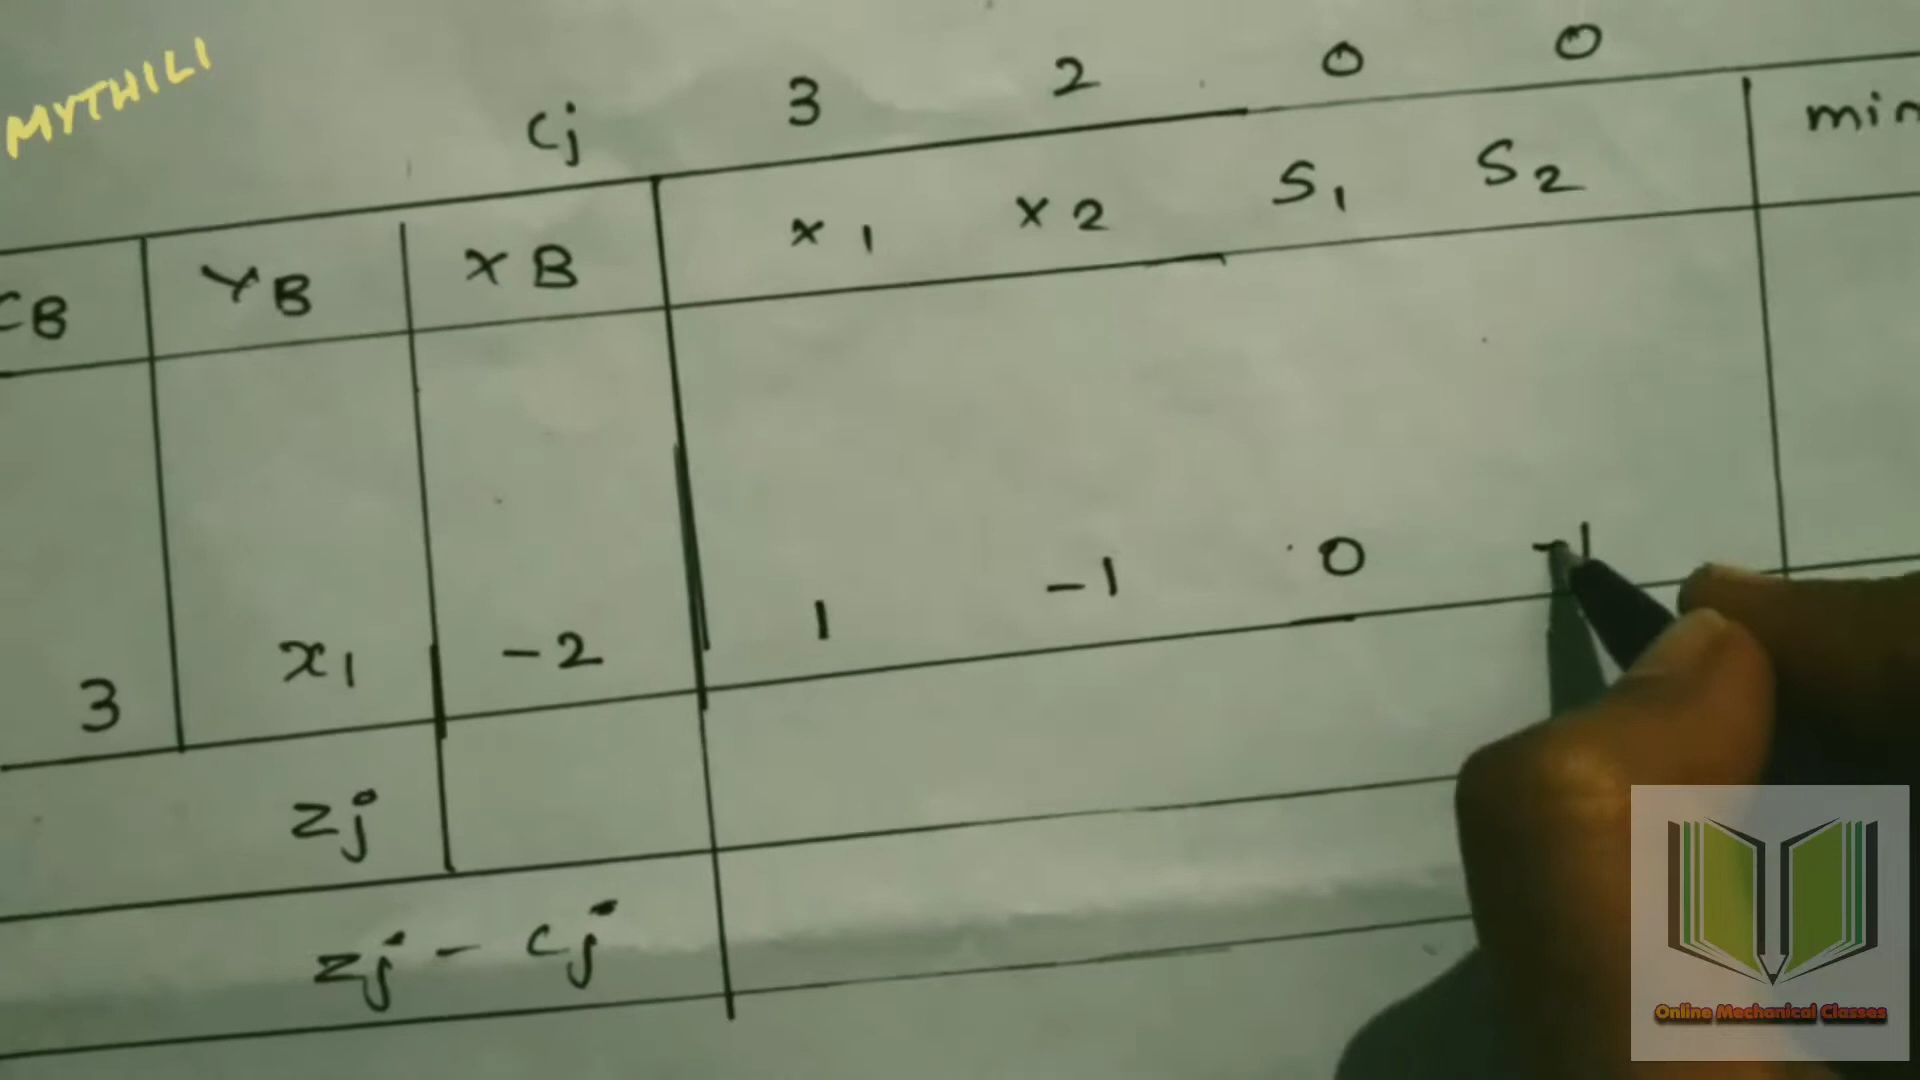 MYTHILI
Cj 3 2 0 0
CB YB XB x1 x2 S1 S2 min
3 x1 -2 1 -1 0 -1
zj
zj - cj
Online Mechanical Classes